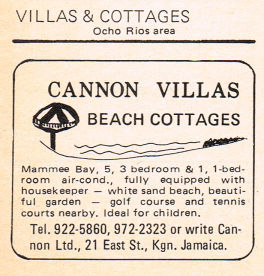 VILLAS & COTTAGES
Ocho Rios area
CANNON VILLAS
BEACH COTTAGES
Mammee Bay, 5, 3 bedroom & 1, 1-bed-
room air-cond., fully equipped with
housekeeper — white sand beach, beauti-
ful garden — golf course and tennis
courts nearby. Ideal for children.
Tel. 922-5860, 972-2323 or write Can-
non Ltd., 21 East St., Kgn. Jamaica.